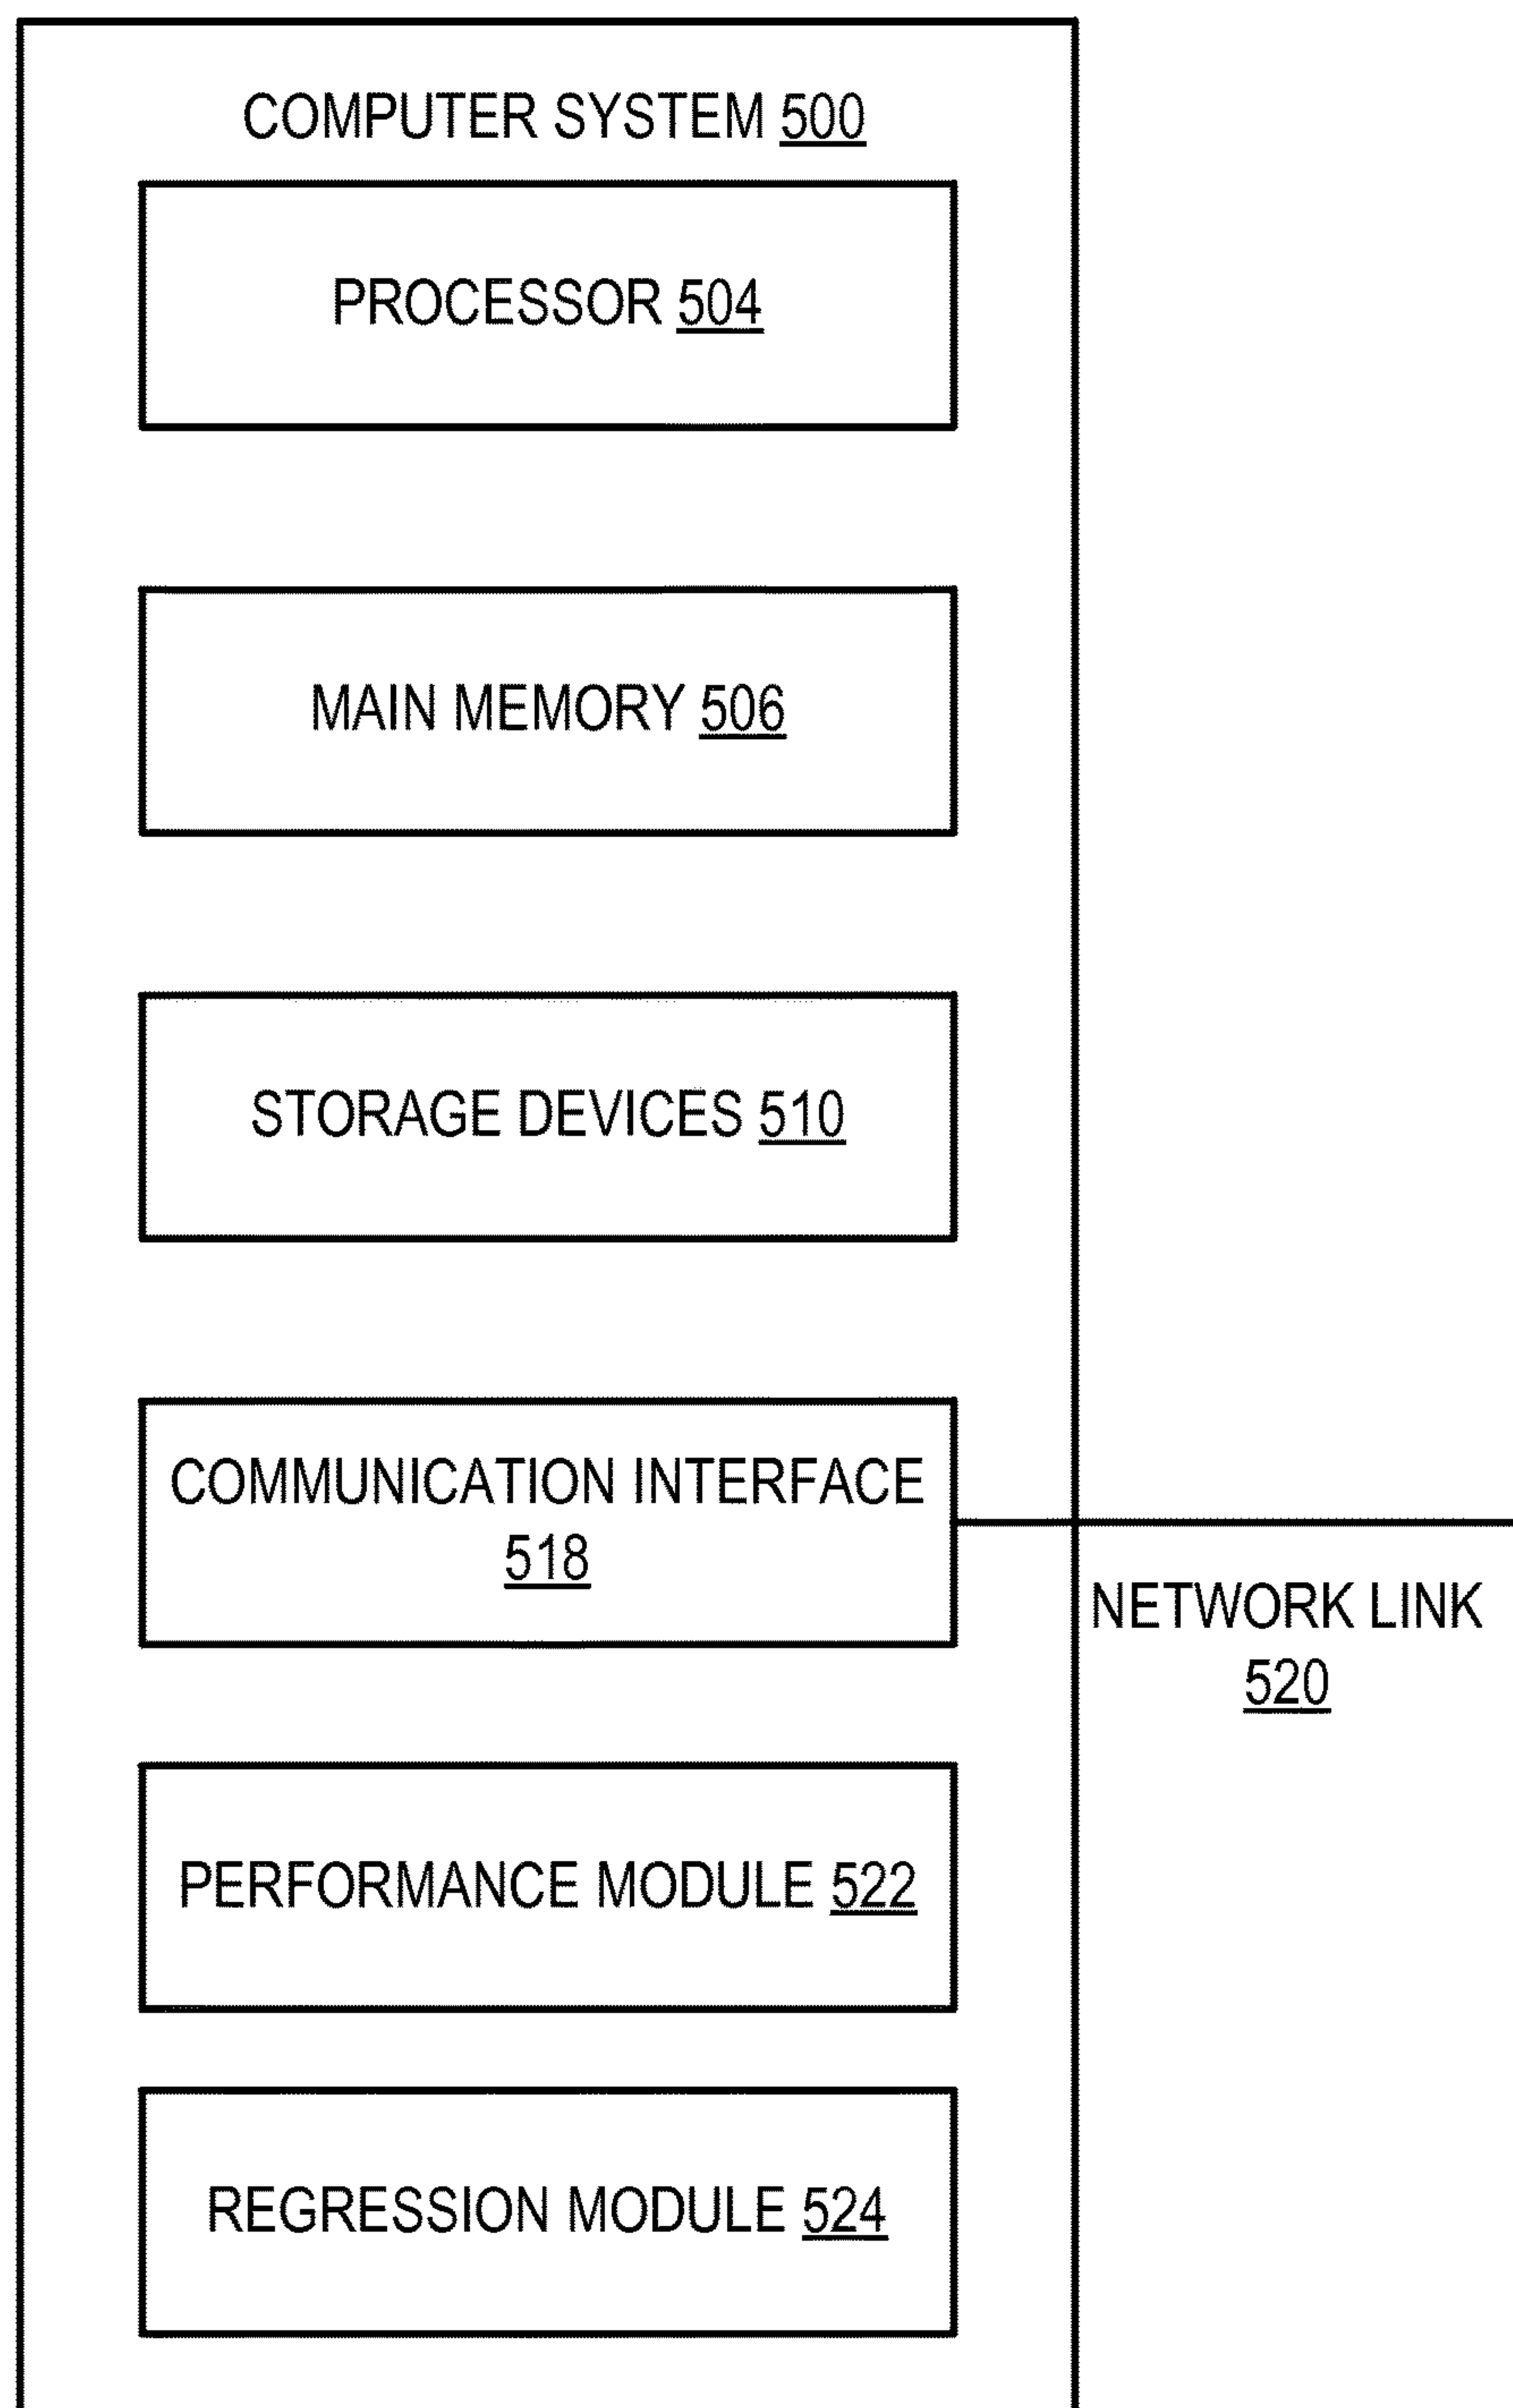 COMPUTER SYSTEM 500
PROCESSOR 504
MAIN MEMORY 506
STORAGE DEVICES 510
COMMUNICATION INTERFACE
518
NETWORK LINK
520
PERFORMANCE MODULE 522
REGRESSION MODULE 524